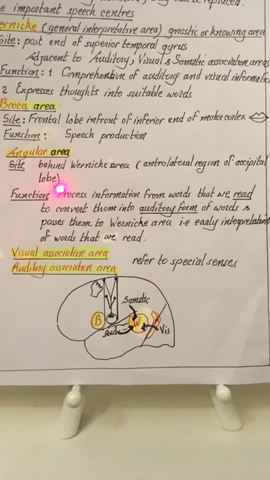 e important speech centres
ernicke (general interpretative area) gnostic or knowing area
Site: post end of superior temporal gyrus
Adjacent to Auditory, Visual & Somatic association areas
Function: 1 Comprehension of auditory and visual informatio
2 Expresses thoughts into suitable words
Broca area
Site: Frontal lobe infront of inferior end of motor cortex
Function: Speech production
Angular area
Site behind Wernicke area (antrolateral region of occipital
lobe)
Function: Process information from words that we read
to convert them into auditory form of words &
passes them to Wernicke area i.e early interpretation
of words that we read.
Visual association area
Auditory association area
refer to special senses
Somatic
B
W
A
Vis